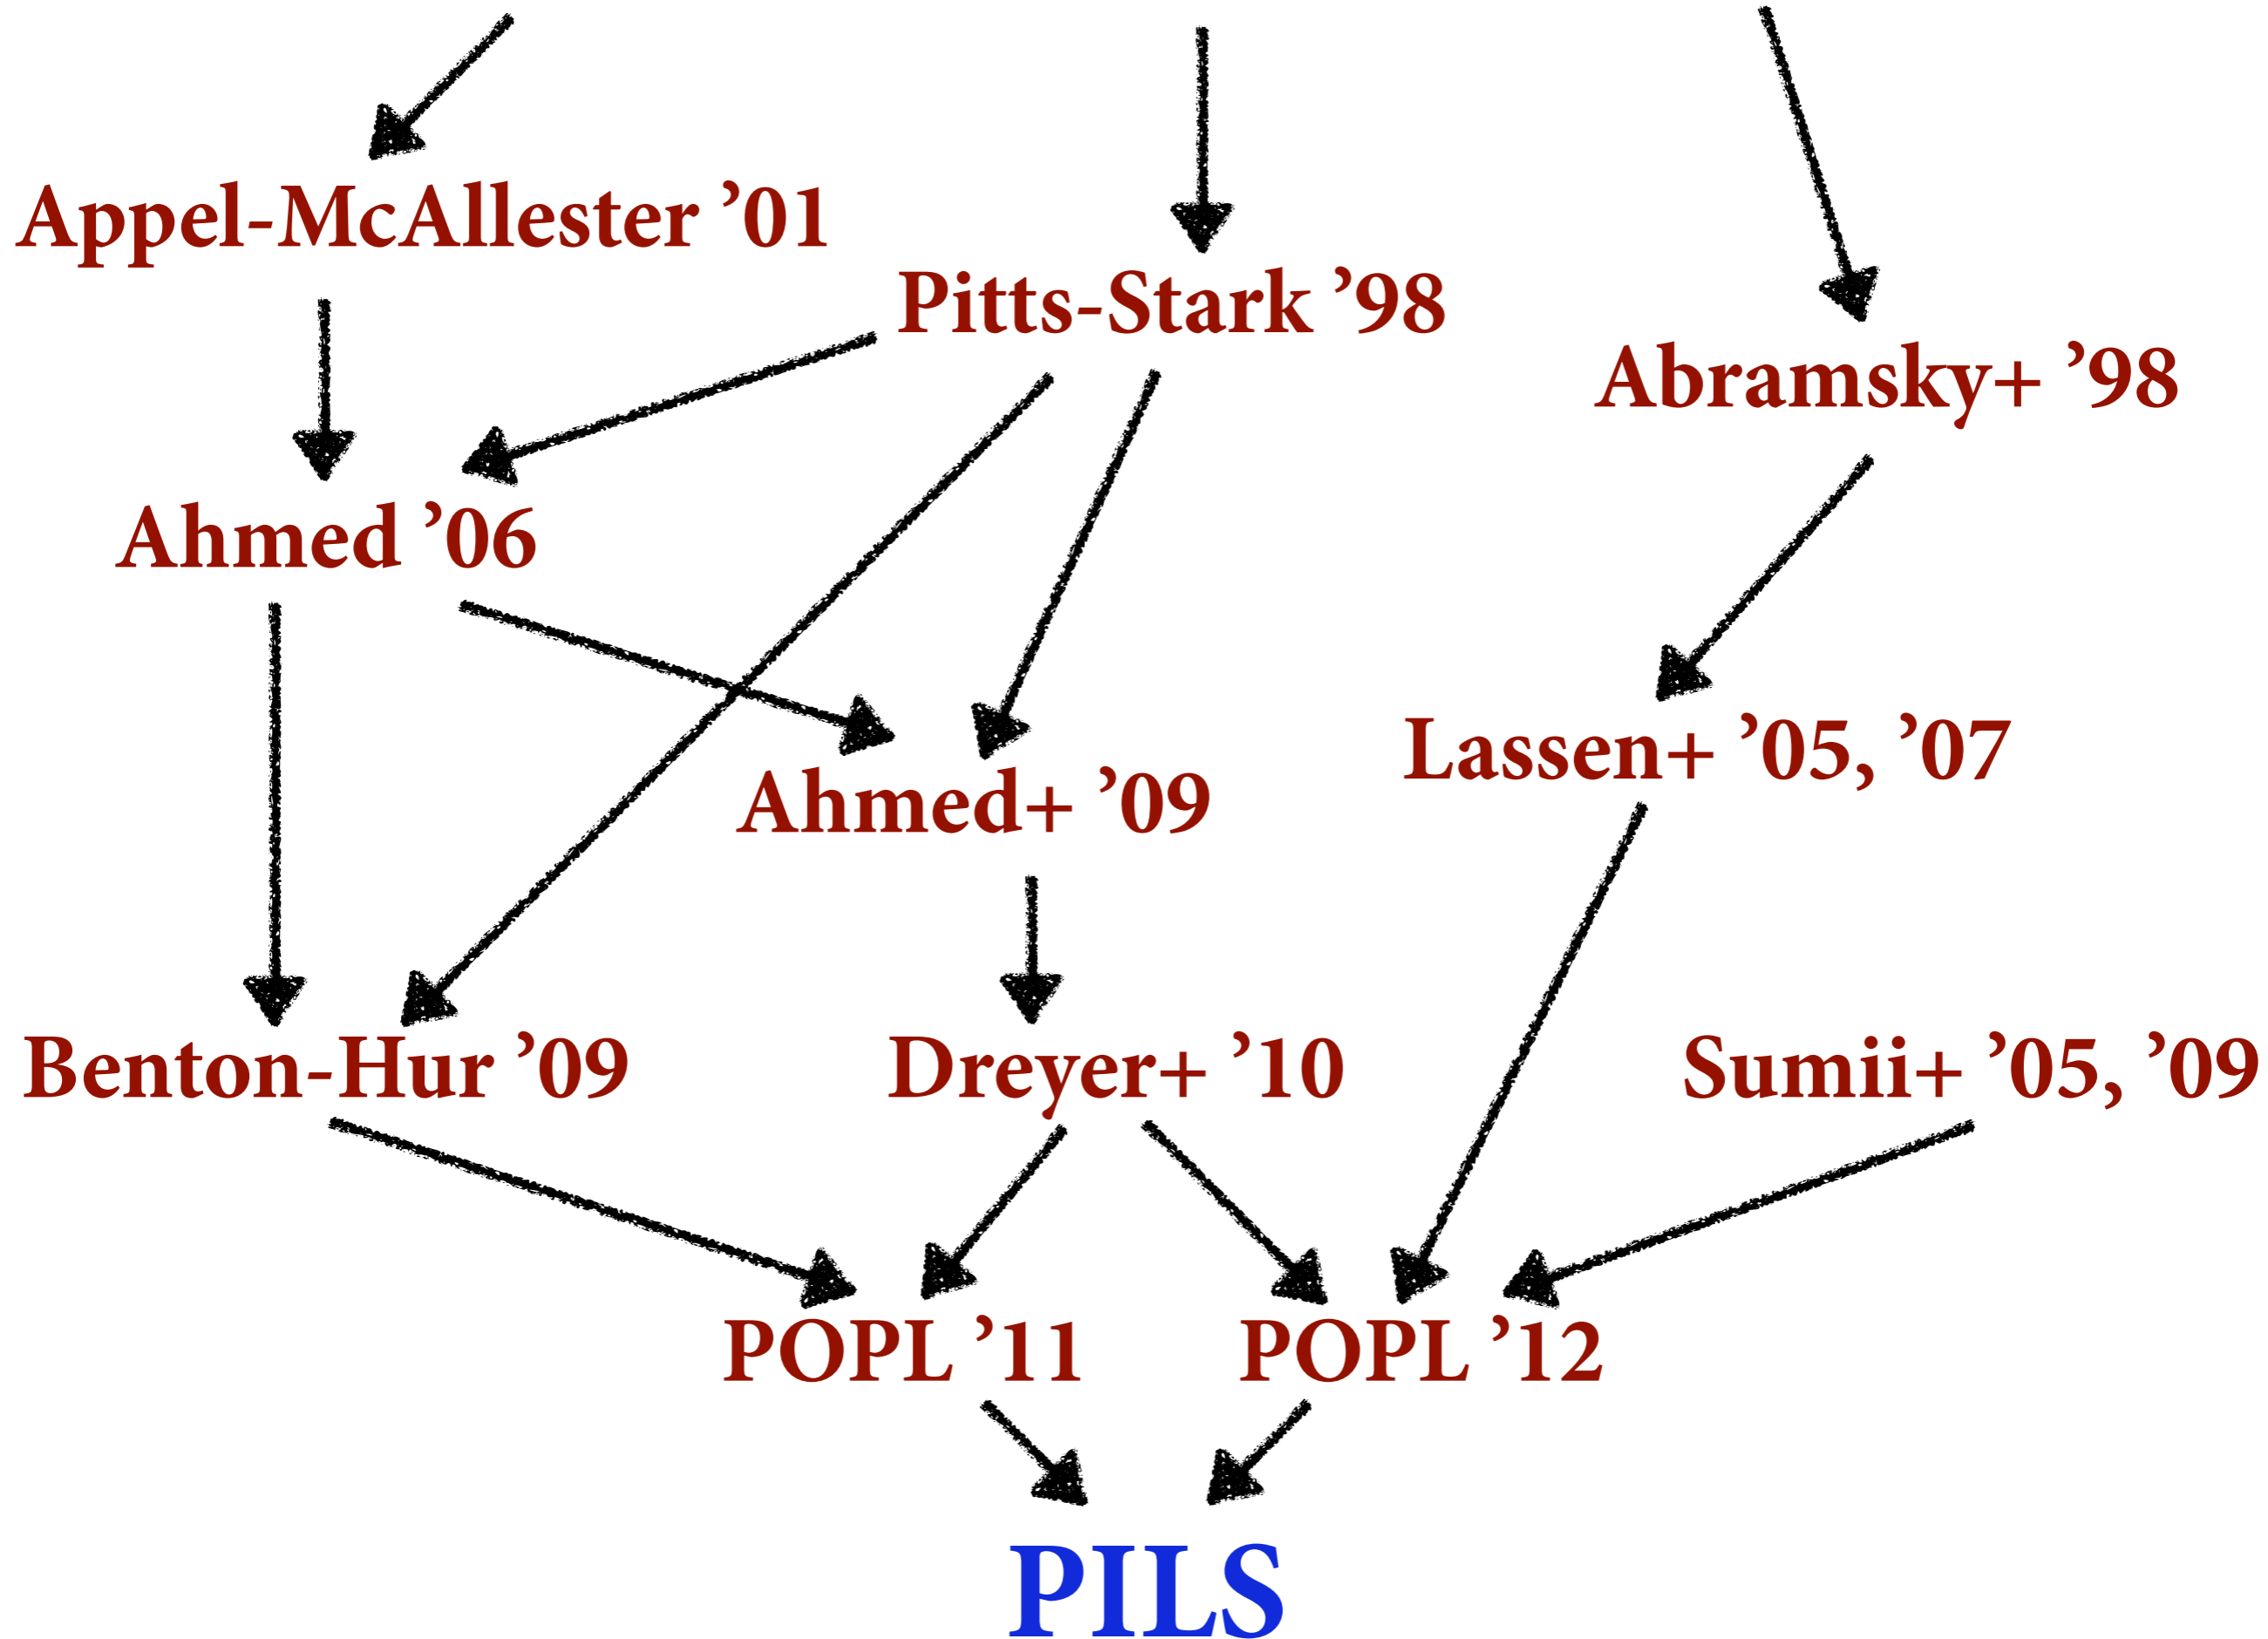 Appel-McAllester ’01
Pitts-Stark ’98
Abramsky+ ’98
Ahmed ’06
Lassen+ ’05, ’07
Ahmed+ ’09
Benton-Hur ’09
Dreyer+ ’10
Sumii+ ’05, ’09
POPL ’11
POPL ’12
PILS